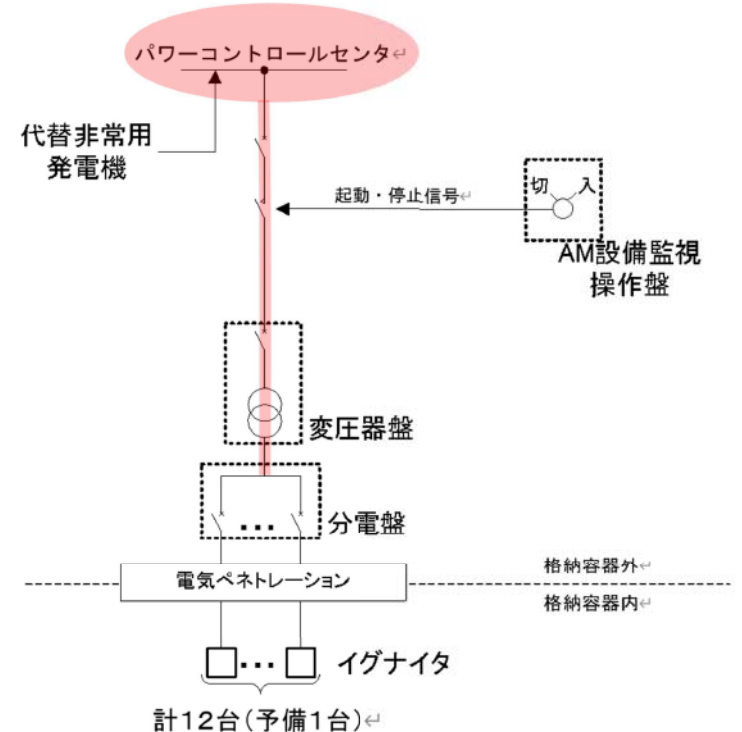 パワーコントロールセンタ
代替非常用
発電機
起動・停止信号
切 入
AM設備監視
操作盤
変圧器盤
分電盤
電気ペネトレーション
格納容器外
格納容器内
イグナイタ
計12台(予備1台)